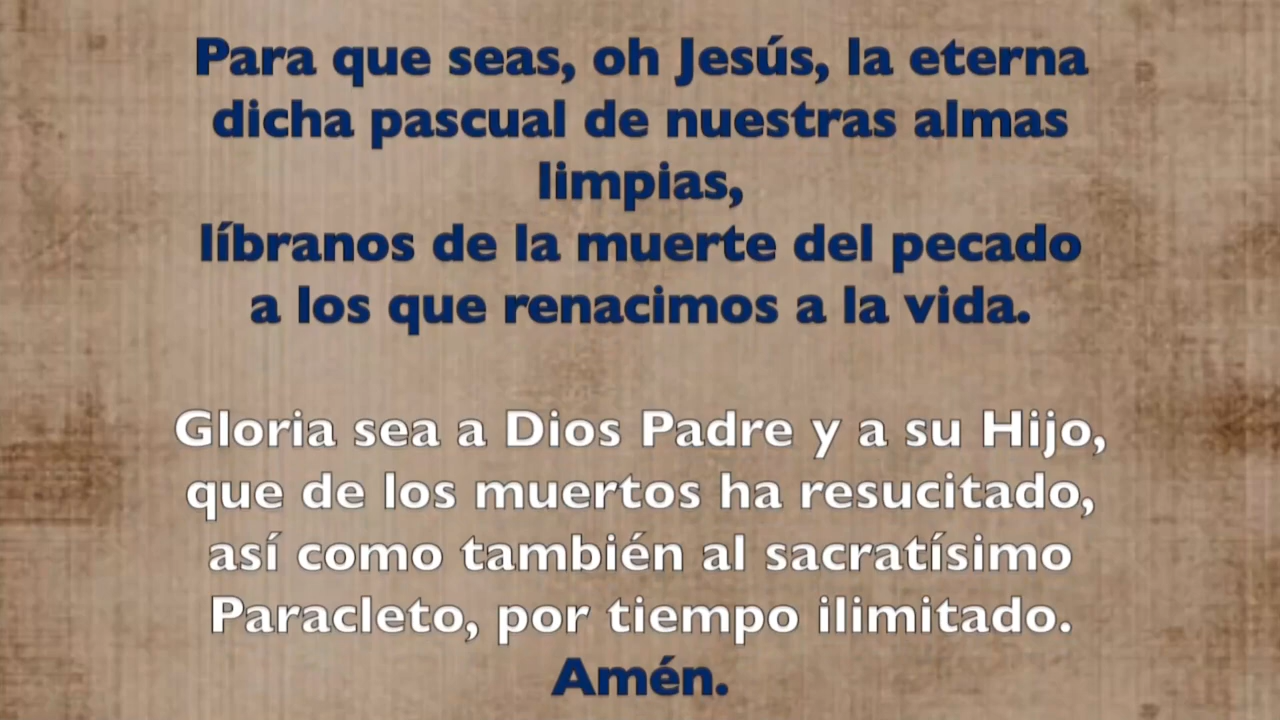 Para que seas, oh Jesús, la eterna
dicha pascual de nuestras almas
limpias,
líbranos de la muerte del pecado
a los que renacimos a la vida.
Gloria sea a Dios Padre y a su Hijo,
que de los muertos ha resucitado,
así como también al sacratísimo
Paracleto, por tiempo ilimitado.
Amén.